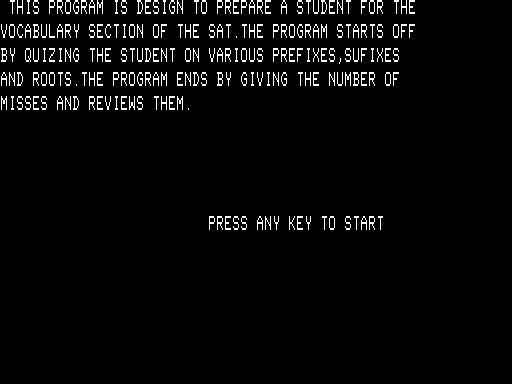 THIS PROGRAM IS DESIGN TO PREPARE A STUDENT FOR THE
VOCABULARY SECTION OF THE SAT.THE PROGRAM STARTS OFF
BY QUIZING THE STUDENT ON VARIOUS PREFIXES,SUFIXES
AND ROOTS.THE PROGRAM ENDS BY GIVING THE NUMBER OF
MISSES AND REVIEWS THEM.
PRESS ANY KEY TO START